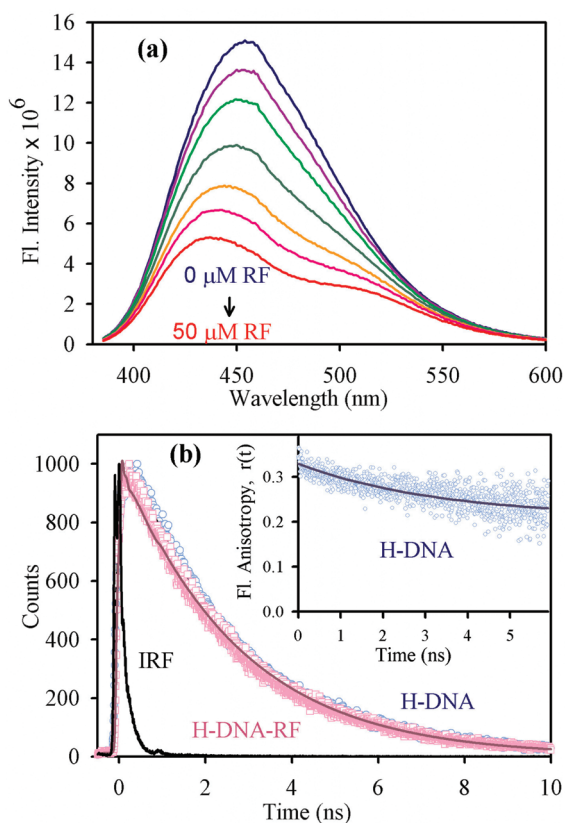 16
(a)
14
12
10
8
6
4
2
0
Fl. Intensity x 10^6
0 µM RF
50 µM RF
400 450 500 550 600
Wavelength (nm)
(b)
1000
800
600
400
200
0
Counts
IRF
H-DNA-RF
H-DNA
0 2 4 6 8 10
Time (ns)
Fl. Anisotropy, r(t)
0.3
0.2
0.0
H-DNA
0 1 2 3 4 5
Time (ns)